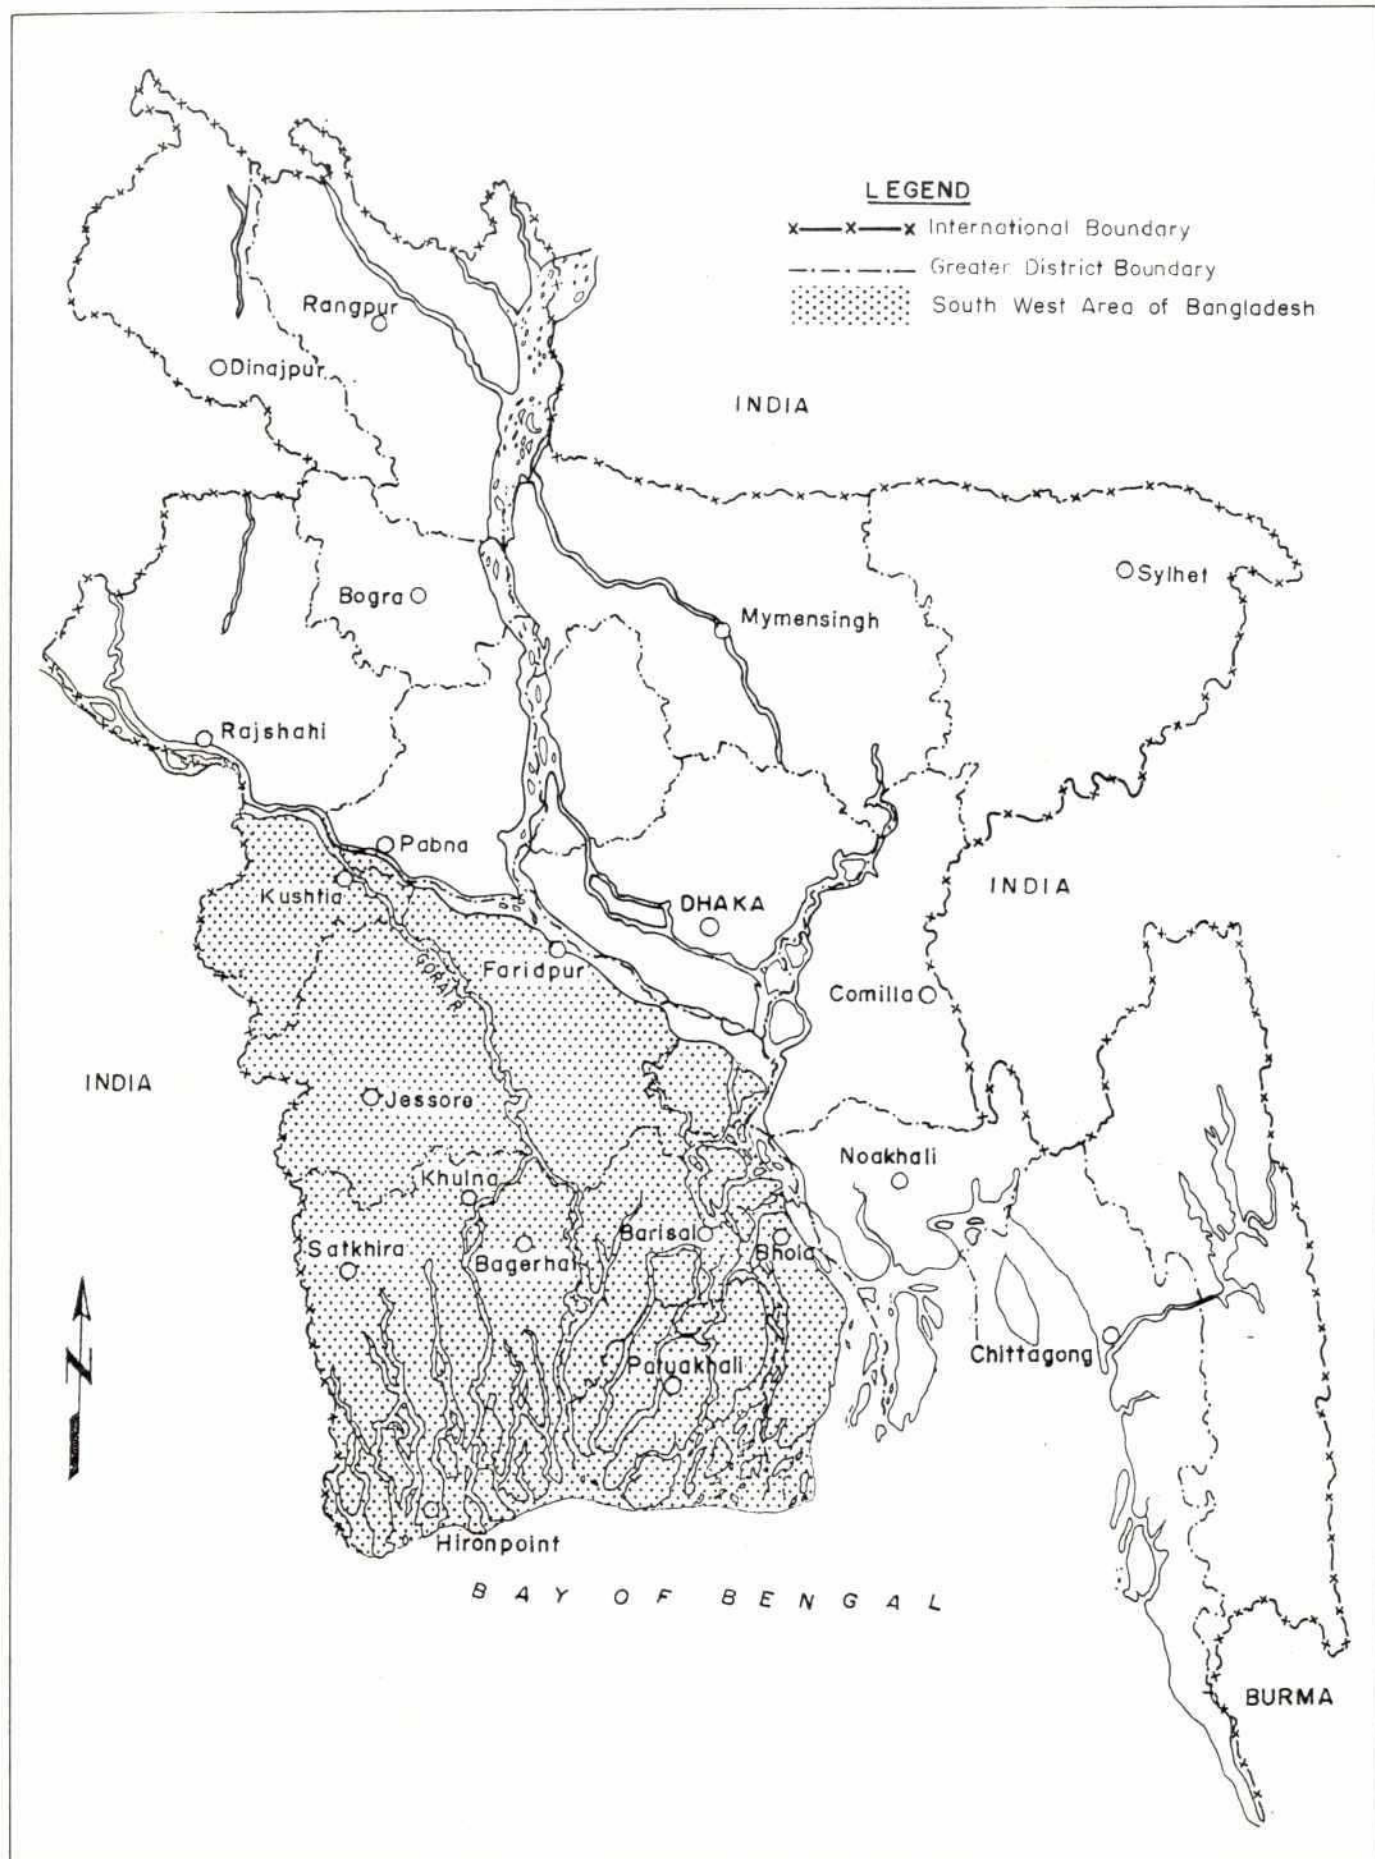 LEGEND
International Boundary
Greater District Boundary
South West Area of Bangladesh
Rangpur
Dinajpur
INDIA
Sylhet
Bogra
Mymensingh
Rajshahi
Pabna
INDIA
Kushtia
DHAKA
Faridpur
GORAI R.
Comilla
INDIA
Jessore
Noakhali
Khulna
Barisal
Satkhira
Bagerhat
Bhola
Chittagong
Patuakhali
N
Hironpoint
BAY OF BENGAL
BURMA